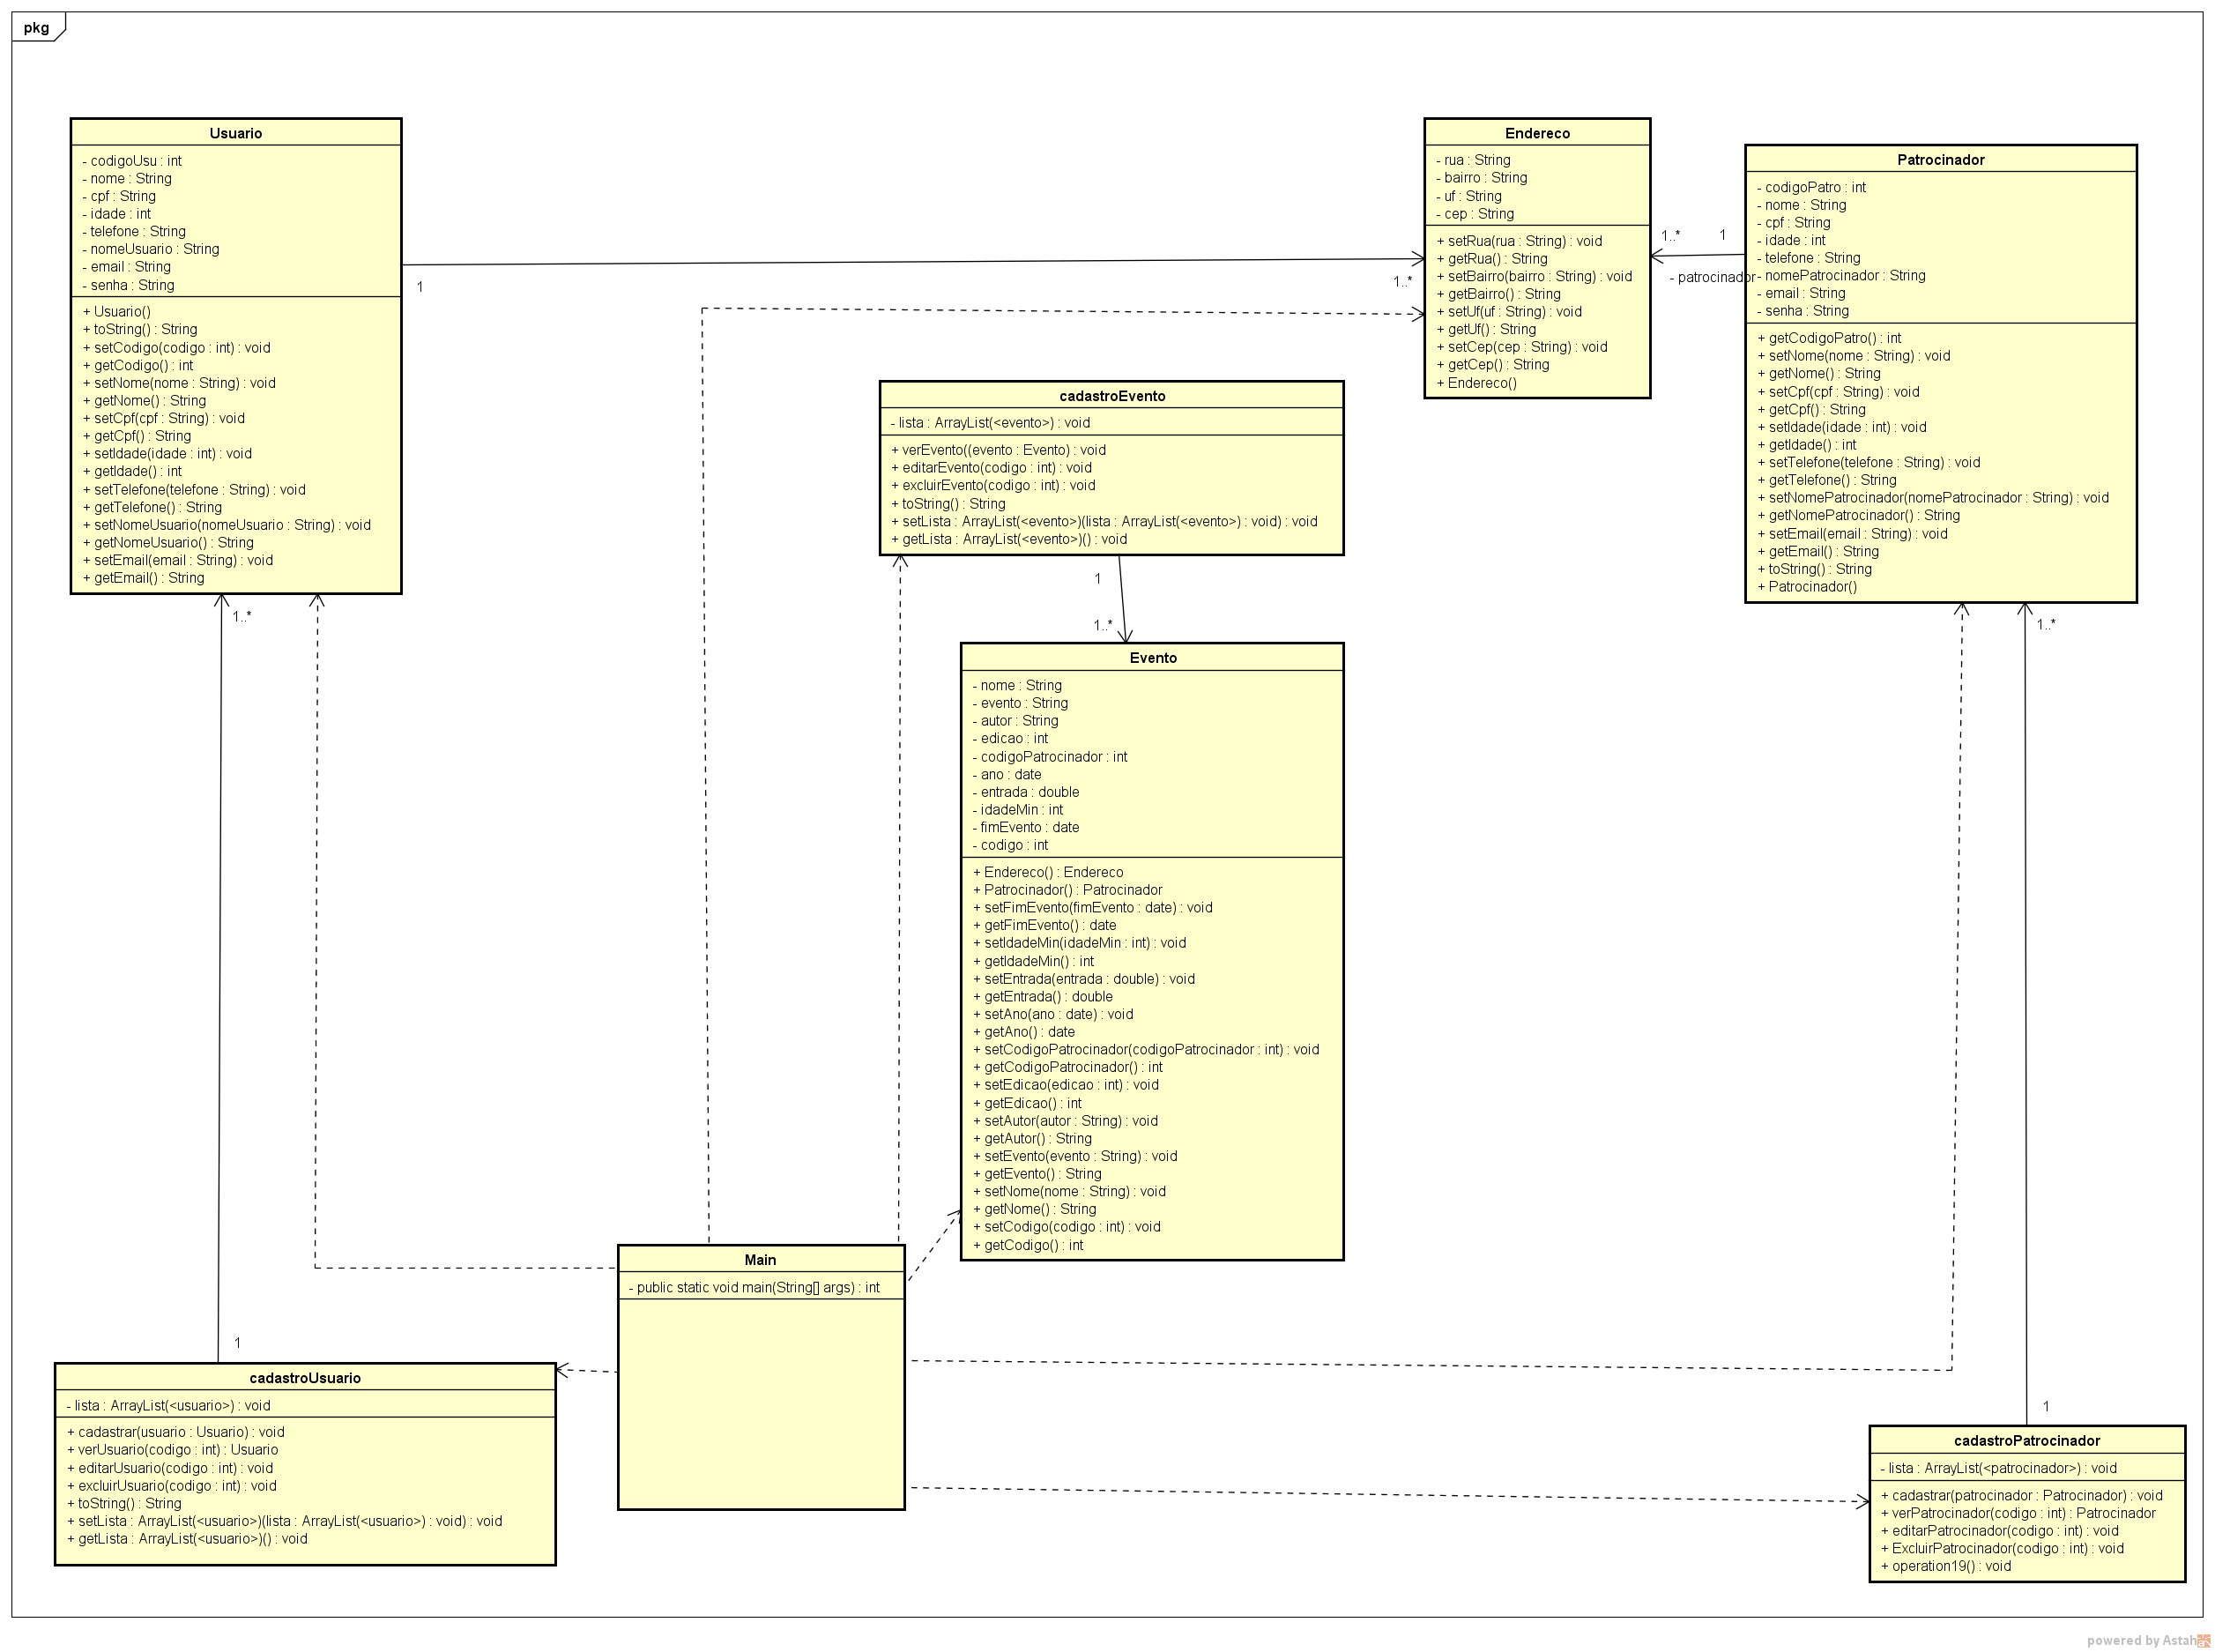 pkg
Usuario
- codigoUsu : int
- nome : String
- cpf : String
- idade : int
- telefone : String
- nomeUsuario : String
- email : String
- senha : String
+ Usuario()
+ toString() : String
+ setCodigo(codigo : int) : void
+ getCodigo() : int
+ setNome(nome : String) : void
+ getNome() : String
+ setCpf(cpf : String) : void
+ getCpf() : String
+ setIdade(idade : int) : void
+ getIdade() : int
+ setTelefone(telefone : String) : void
+ getTelefone() : String
+ setNomeUsuario(nomeUsuario : String) : void
+ getNomeUsuario() : String
+ setEmail(email : String) : void
+ getEmail() : String
1
1..*
Endereco
- rua : String
- bairro : String
- uf : String
- cep : String
+ setRua(rua : String) : void
+ getRua() : String
+ setBairro(bairro : String) : void
+ getBairro() : String
+ setUf(uf : String) : void
+ getUf() : String
+ setCep(cep : String) : void
+ getCep() : String
+ Endereco()
1..*
1
- patrocinador
Patrocinador
- codigoPatro : int
- nome : String
- cpf : String
- idade : int
- telefone : String
- nomePatrocinador : String
- email : String
- senha : String
+ getCodigoPatro() : int
+ setNome(nome : String) : void
+ getNome() : String
+ setCpf(cpf : String) : void
+ getCpf() : String
+ setIdade(idade : int) : void
+ getIdade() : int
+ setTelefone(telefone : String) : void
+ getTelefone() : String
+ setNomePatrocinador(nomePatrocinador : String) : void
+ getNomePatrocinador() : String
+ setEmail(email : String) : void
+ getEmail() : String
+ toString() : String
+ Patrocinador()
cadastroEvento
- lista : ArrayList(<evento>) : void
+ verEvento((evento : Evento) : void
+ editarEvento(codigo : int) : void
+ excluirEvento(codigo : int) : void
+ toString() : String
+ setLista : ArrayList(<evento>)(lista : ArrayList(<evento>) : void) : void
+ getLista : ArrayList(<evento>)() : void
1
1..*
1..*
1..*
Evento
- nome : String
- evento : String
- autor : String
- edicao : int
- codigoPatrocinador : int
- ano : date
- entrada : double
- idadeMin : int
- fimEvento : date
- codigo : int
+ Endereco() : Endereco
+ Patrocinador() : Patrocinador
+ setFimEvento(fimEvento : date) : void
+ getFimEvento() : date
+ setIdadeMin(idadeMin : int) : void
+ getIdadeMin() : int
+ setEntrada(entrada : double) : void
+ getEntrada() : double
+ setAno(ano : date) : void
+ getAno() : date
+ setCodigoPatrocinador(codigoPatrocinador : int) : void
+ getCodigoPatrocinador() : int
+ setEdicao(edicao : int) : void
+ getEdicao() : int
+ setAutor(autor : String) : void
+ getAutor() : String
+ setEvento(evento : String) : void
+ getEvento() : String
+ setNome(nome : String) : void
+ getNome() : String
+ setCodigo(codigo : int) : void
+ getCodigo() : int
Main
- public static void main(String[] args) : int
1
cadastroUsuario
- lista : ArrayList(<usuario>) : void
+ cadastrar(usuario : Usuario) : void
+ verUsuario(codigo : int) : Usuario
+ editarUsuario(codigo : int) : void
+ excluirUsuario(codigo : int) : void
+ toString() : String
+ setLista : ArrayList(<usuario>)(lista : ArrayList(<usuario>) : void) : void
+ getLista : ArrayList(<usuario>)() : void
1
cadastroPatrocinador
- lista : ArrayList(<patrocinador>) : void
+ cadastrar(patrocinador : Patrocinador) : void
+ verPatrocinador(codigo : int) : Patrocinador
+ editarPatrocinador(codigo : int) : void
+ ExcluirPatrocinador(codigo : int) : void
+ operation19() : void
powered by Astah